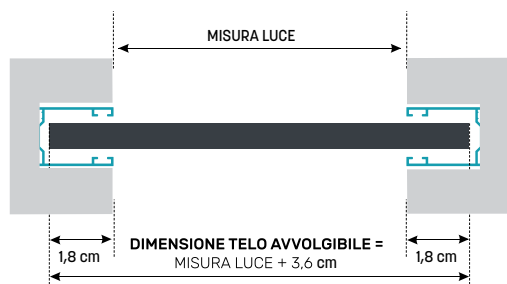 MISURA LUCE
DIMENSIONE TELO AVVOLGIBILE =
1,8 cm
MISURA LUCE + 3,6 cm
1,8 cm